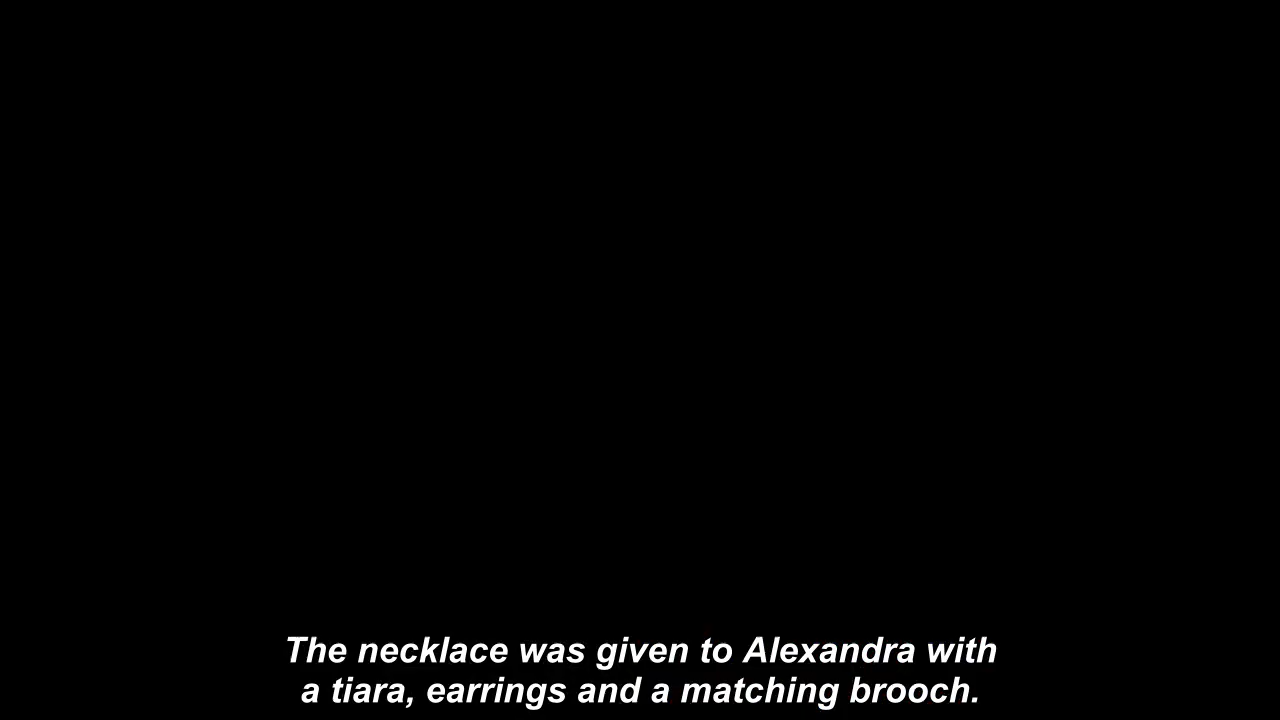 The necklace was given to Alexandra with
a tiara, earrings and a matching brooch.